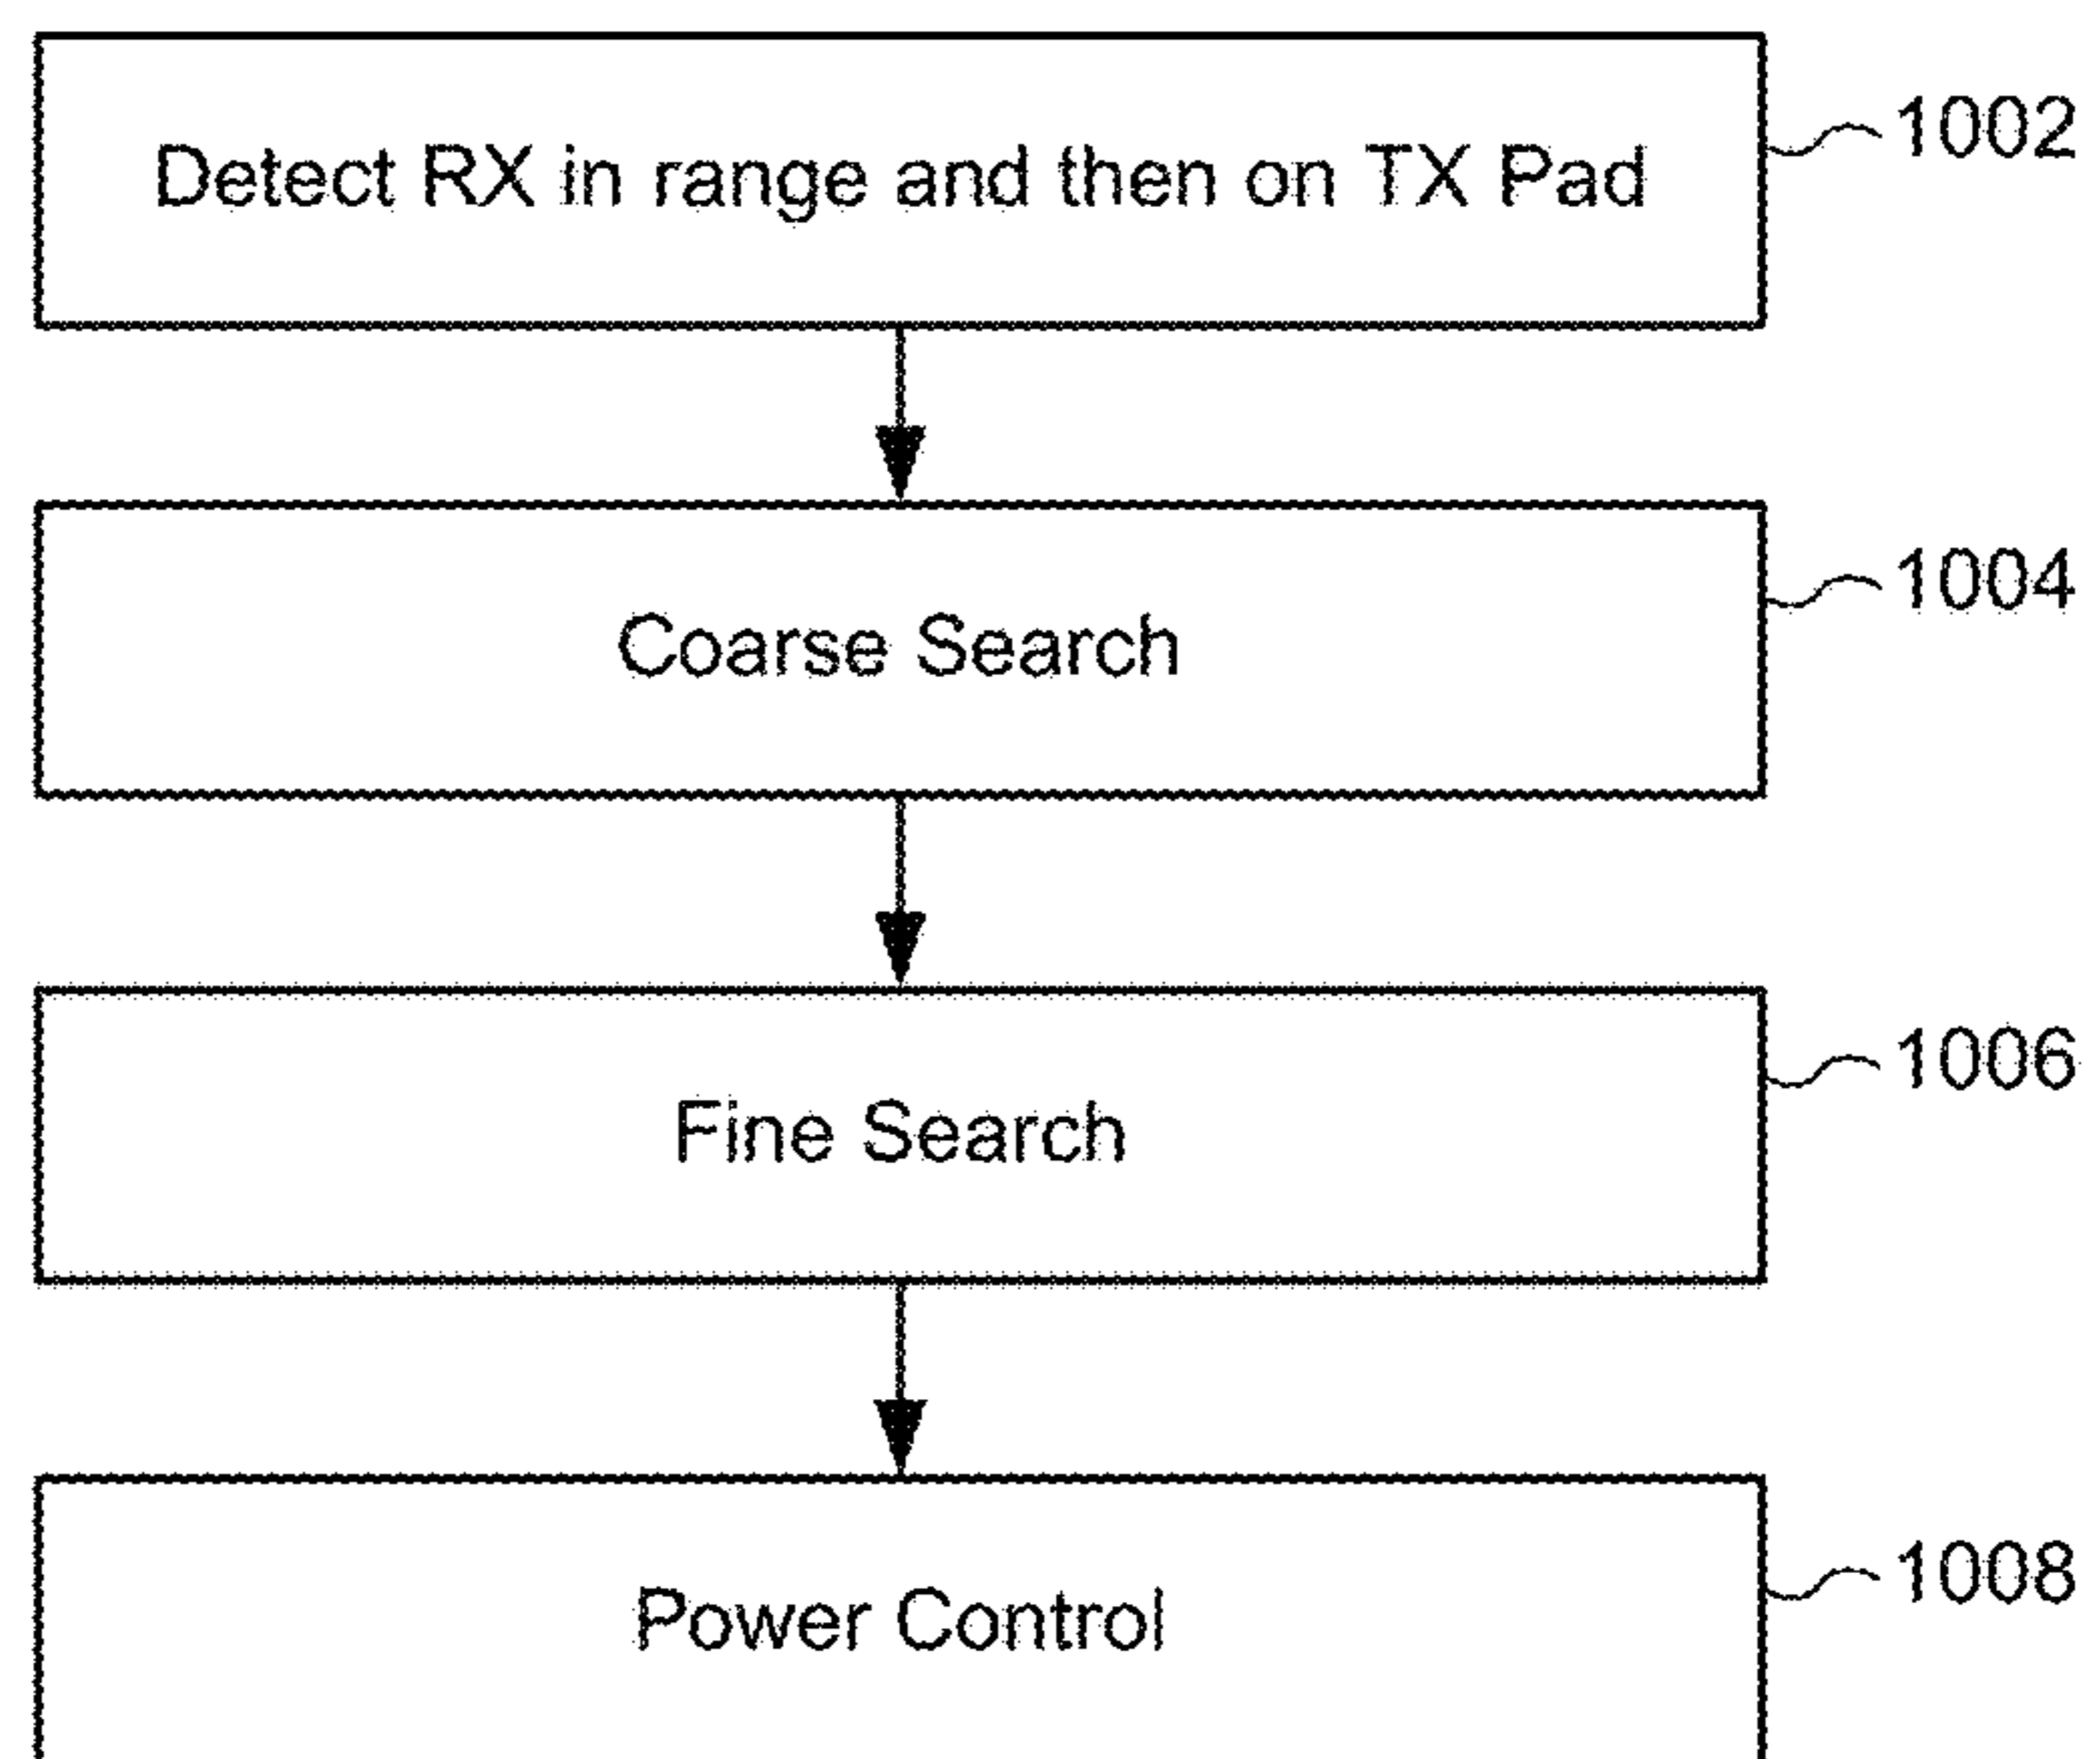 Detect RX in range and then on TX Pad
1002
Coarse Search
1004
Fine Search
1006
Power Control
1008